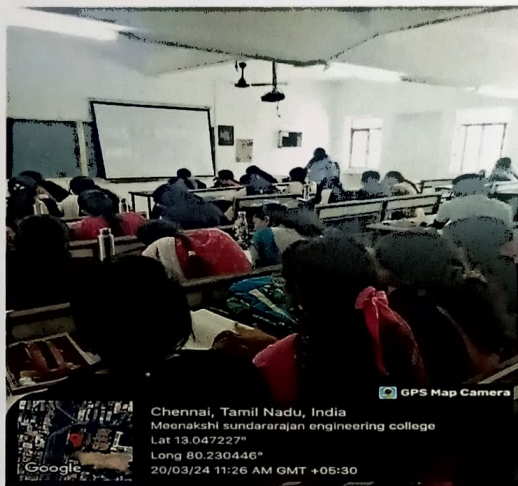 GPS Map Camera
Chennai, Tamil Nadu, India
Meenakshi sundararajan engineering college
Lat 13.047227°
Long 80.230446°
20/03/24 11:26 AM GMT +05:30
Google